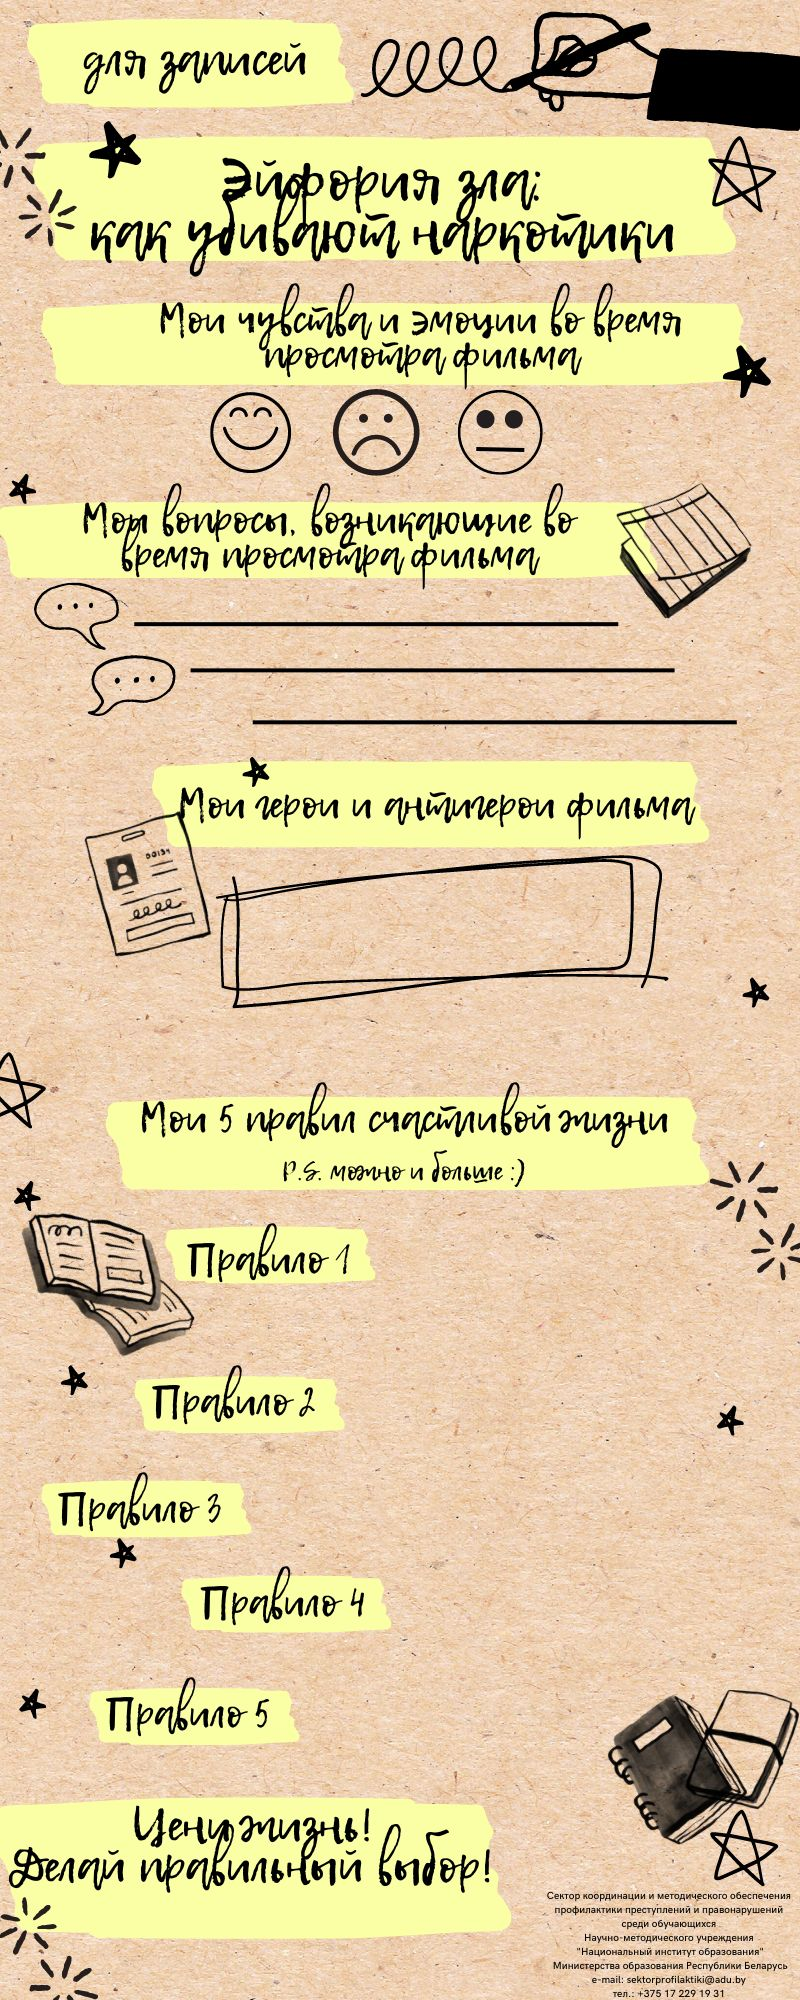 для записей
Эйфория зла:
как убивают наркотики
Мои чувства и эмоции во время
просмотра фильма
Мои вопросы, возникающие во
время просмотра фильма
Мои герои и антигерои фильма
00134
Мои 5 правил счастливой жизни
P.S. можно и больше :)
Правило 1
Правило 2
Правило 3
Правило 4
Правило 5
Цени жизнь!
Делай правильный выбор!
Сектор координации и методического обеспечения
профилактики преступлений и правонарушений
среди обучающихся
Научно-методического учреждения
"Национальный институт образования"
Министерства образования Республики Беларусь
e-mail: sektorprofilaktiki@adu.by
тел.: +375 17 229 19 31